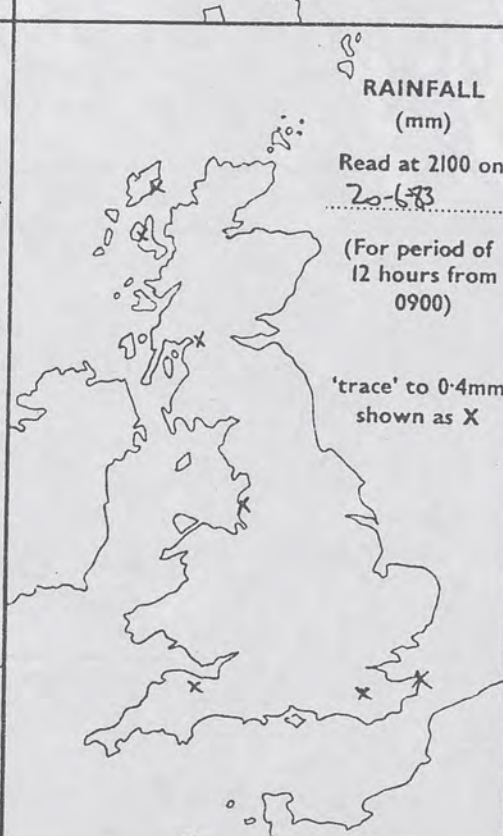 RAINFALL
(mm)
Read at 2100 on
20-6-83
(For period of
12 hours from
0900)
'trace' to 0·4mm
shown as X
X
X
X
X
X
X
X